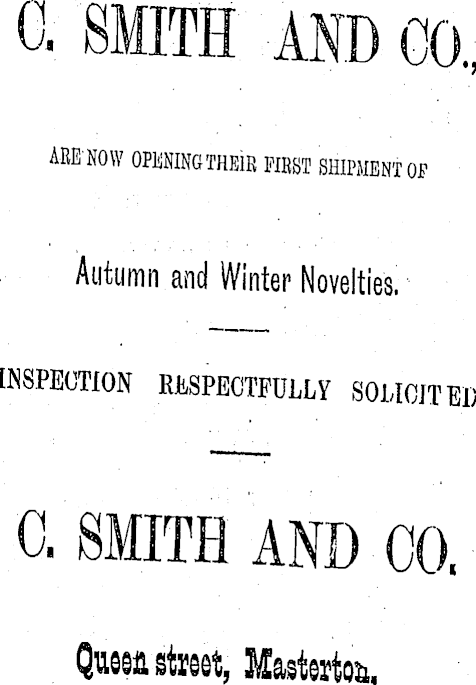 C. SMITH AND CO.,
ARE NOW OPENING THEIR FIRST SHIPMENT OF
Autumn and Winter Novelties.
INSPECTION RESPECTFULLY SOLICITED
C. SMITH AND CO.
Queen street, Masterton.